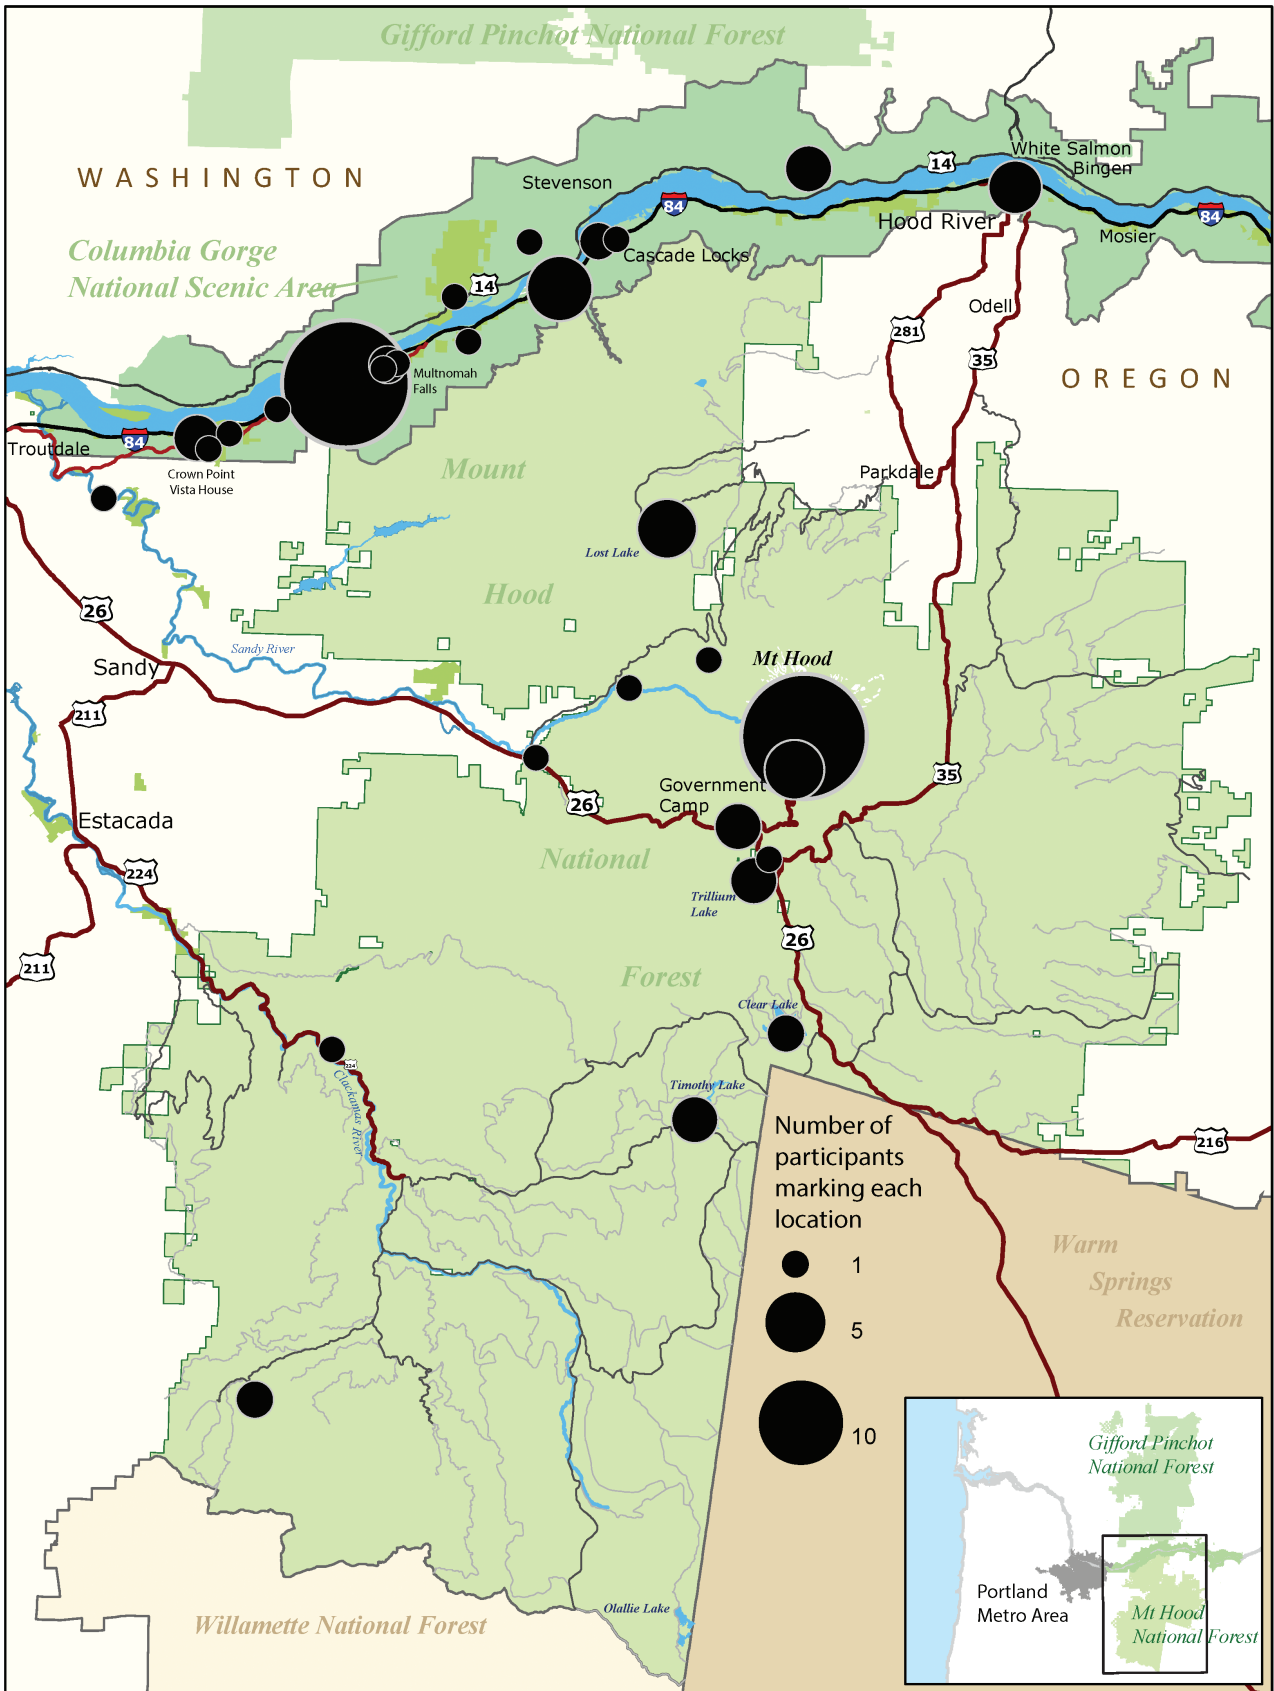 Gifford Pinchot National Forest
WASHINGTON
Stevenson
14
White Salmon
Bingen
84
84
Hood River
Mosier
Columbia Gorge
National Scenic Area
Cascade Locks
14
Odell
281
35
OREGON
Multnomah
Falls
84
Troutdale
Crown Point
Vista House
Mount
Parkdale
Lost Lake
Hood
26
Sandy River
Sandy
Mt Hood
211
35
Government
Camp
26
Estacada
National
224
Trillium
Lake
26
211
Forest
Clear Lake
224
Clackamas River
Timothy Lake
Number of
participants
marking each
location
216
1
5
10
Warm
Springs
Reservation
Gifford Pinchot
National Forest
Portland
Metro Area
Mt Hood
National Forest
Olallie Lake
Willamette National Forest